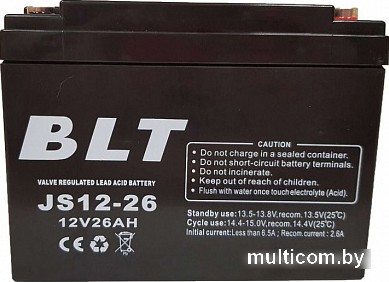 BLT
VALVE REGULATED LEAD ACID BATTERY
JS12-26
12V26AH
CE
CAUTION:
• Do not charge in a sealed container.
• Do not short-circuit battery terminals.
• Do not incinerate.
• Keep out of reach of children.
• Flush with water once touch electolyte (Acid).
Standby use: 13.5-13.8V,recom. 13.5V(25℃)
Cycle use: 14.4-15.0V, recom. 14.4V(25℃)
Initial current: Less than 6.5A ; Recom.current : 2.6A
multicom.by